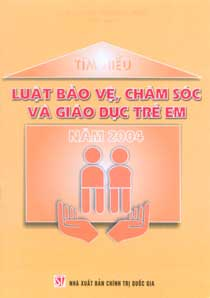 TÌM HIỂU
LUẬT BẢO VỆ, CHĂM SÓC
VÀ GIÁO DỤC TRẺ EM
NĂM 2004
NHÀ XUẤT BẢN CHÍNH TRỊ QUỐC GIA